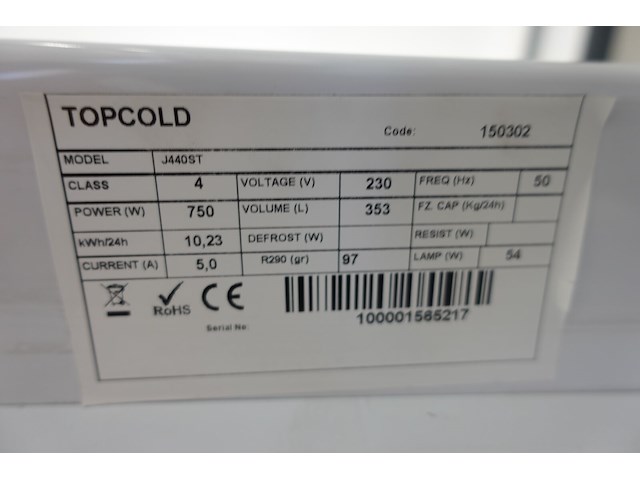 TOPCOLD
Code: 150302
MODEL J440ST
CLASS 4 VOLTAGE (V) 230 FREQ (Hz) 50
POWER (W) 750 VOLUME (L) 353 FZ. CAP (Kg/24h)
kWh/24h 10,23 DEFROST (W) RESIST (W)
CURRENT (A) 5,0 R290 (gr) 97 LAMP (W) 54
RoHS CE
Serial No:
100001565217